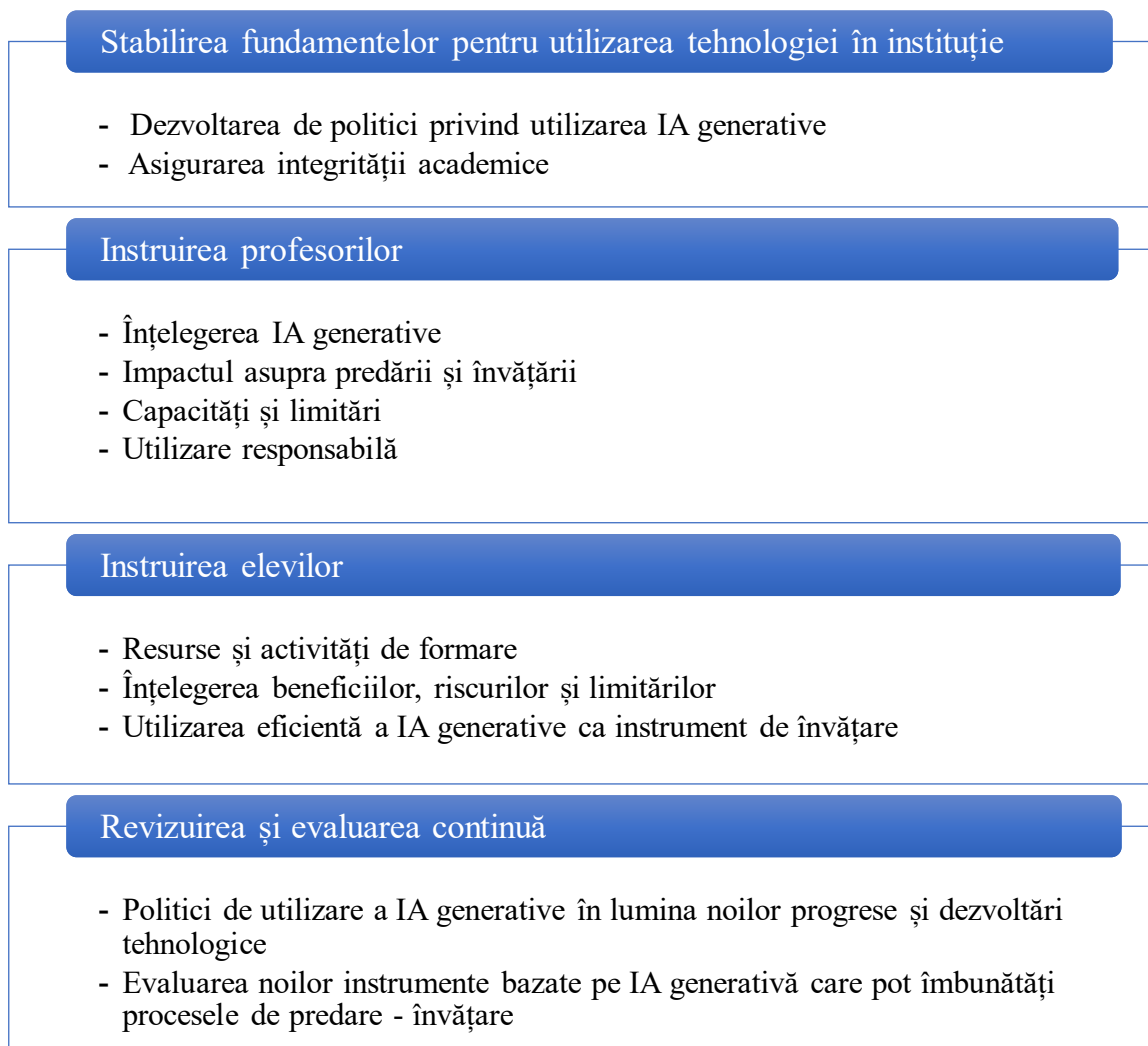 Stabilirea fundamentelor pentru utilizarea tehnologiei în instituție
- Dezvoltarea de politici privind utilizarea IA generative
- Asigurarea integrității academice
Instruirea profesorilor
- Înțelegerea IA generative
- Impactul asupra predării și învățării
- Capacități și limitări
- Utilizare responsabilă
Instruirea elevilor
- Resurse și activități de formare
- Înțelegerea beneficiilor, riscurilor și limitărilor
- Utilizarea eficientă a IA generative ca instrument de învățare
Revizuirea și evaluarea continuă
- Politici de utilizare a IA generative în lumina noilor progrese și dezvoltări
tehnologice
- Evaluarea noilor instrumente bazate pe IA generativă care pot îmbunătăți
procesele de predare - învățare